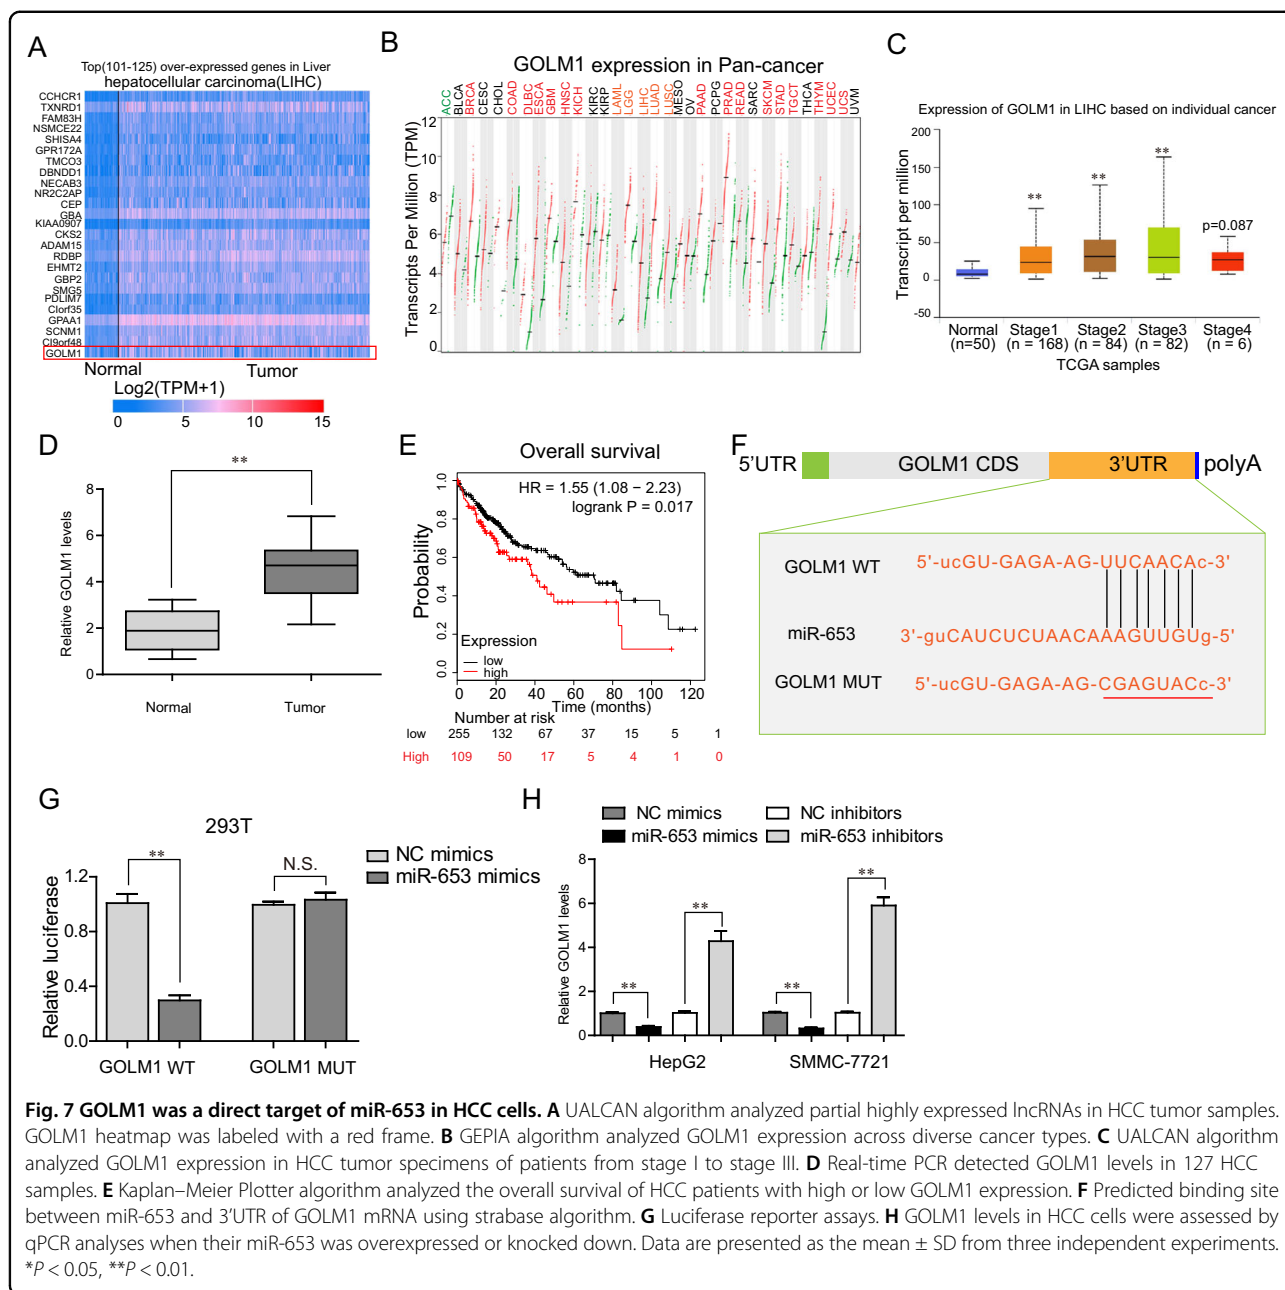 A
Top(101-125) over-expressed genes in Liver
hepatocellular carcinoma(LIHC)
CCHCR1
TXNRD1
FAM83H
NSMCE22
SHISA4
GPR172A
TMCO3
DBNDD1
NECAB3
NR2C2AP
CEP
GBA
KIAA0907
CKS2
ADAM15
RDBP
EHMT2
GBP2
SMG5
PDLIM7
CIorf35
GPAA1
SCNM1
CI9orf48
GOLM1
Normal
Tumor
Log2(TPM+1)
0 5 10 15
B
GOLM1 expression in Pan-cancer
ACC BLCA BRCA CESC CHOL COAD DLBC ESCA GBM HNSC KICH KIRC KIRP LAML LGG LIHC LUAD LUSC MESO OV PAAD PCPG PRAD READ SARC SKCM STAD TGCT THCA THYM UCEC UCS UVM
Transcripts Per Million (TPM)
12
10
8
6
4
2
0
C
Expression of GOLM1 in LIHC based on individual cancer
Transcript per million
200
150
100
50
0
-50
**
**
**
p=0.087
Normal Stage1 Stage2 Stage3 Stage4
(n=50) (n = 168) (n = 84) (n = 82) (n = 6)
TCGA samples
D
**
Relative GOLM1 levels
8
6
4
2
0
Normal Tumor
E
Overall survival
HR = 1.55 (1.08 − 2.23)
logrank P = 0.017
Probability
1.0
0.8
0.6
0.4
0.2
0.0
Expression
low
high
0 20 40 60 80 100 120
Time (months)
Number at risk
low 255 132 67 37 15 5 1
High 109 50 17 5 4 1 0
F
5'UTR GOLM1 CDS 3'UTR polyA
GOLM1 WT 5'-ucGU-GAGA-AG-UUCAACAc-3'
miR-653 3'-guCAUCUCUAACAAAGUUGUg-5'
GOLM1 MUT 5'-ucGU-GAGA-AG-CGAGUACc-3'
G
293T
NC mimics
miR-653 mimics
**
N.S.
Relative luciferase
1.2
0.8
0.4
0.0
GOLM1 WT GOLM1 MUT
H
NC mimics NC inhibitors
miR-653 mimics miR-653 inhibitors
Relative GOLM1 levels
8
6
4
2
0
**
**
**
**
HepG2 SMMC-7721
Fig. 7 GOLM1 was a direct target of miR-653 in HCC cells. A UALCAN algorithm analyzed partial highly expressed lncRNAs in HCC tumor samples.
GOLM1 heatmap was labeled with a red frame. B GEPIA algorithm analyzed GOLM1 expression across diverse cancer types. C UALCAN algorithm
analyzed GOLM1 expression in HCC tumor specimens of patients from stage I to stage III. D Real-time PCR detected GOLM1 levels in 127 HCC
samples. E Kaplan–Meier Plotter algorithm analyzed the overall survival of HCC patients with high or low GOLM1 expression. F Predicted binding site
between miR-653 and 3'UTR of GOLM1 mRNA using strabase algorithm. G Luciferase reporter assays. H GOLM1 levels in HCC cells were assessed by
qPCR analyses when their miR-653 was overexpressed or knocked down. Data are presented as the mean ± SD from three independent experiments.
*P < 0.05, **P < 0.01.